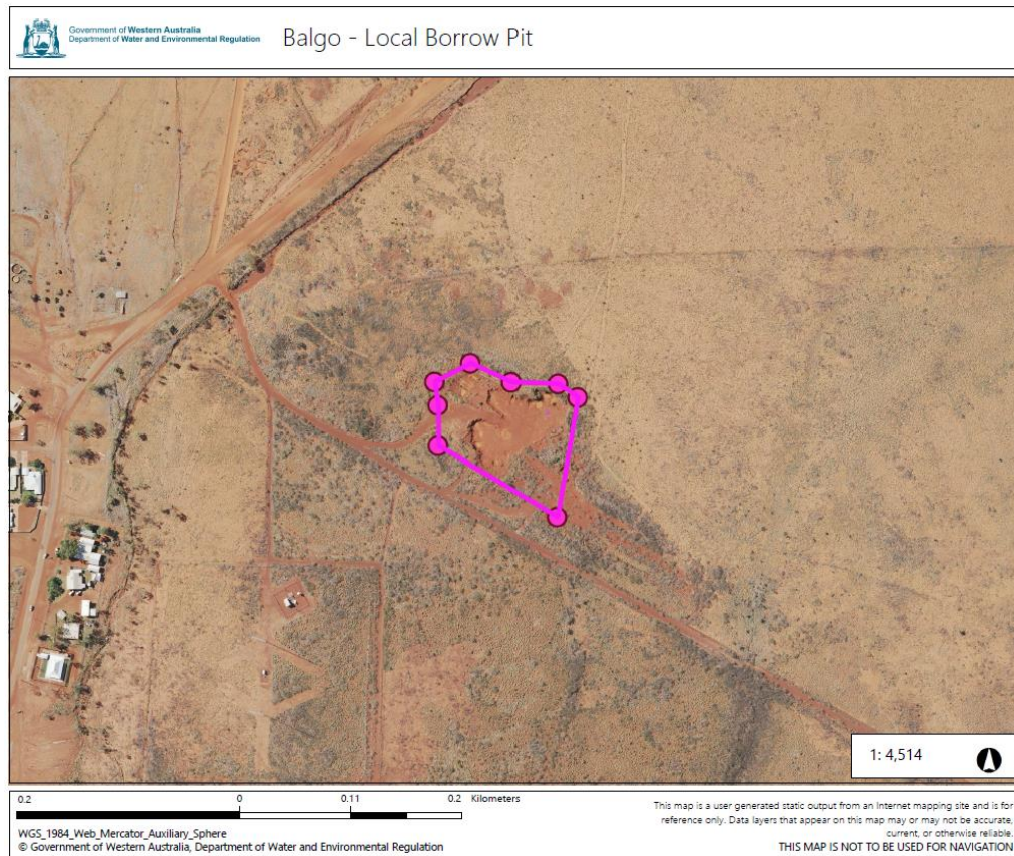 Government of Western Australia
Department of Water and Environmental Regulation
Balgo - Local Borrow Pit
1: 4,514
0.2 0 0.11 0.2 Kilometers
WGS_1984_Web_Mercator_Auxiliary_Sphere
© Government of Western Australia, Department of Water and Environmental Regulation
This map is a user generated static output from an Internet mapping site and is for
reference only. Data layers that appear on this map may or may not be accurate,
current, or otherwise reliable.
THIS MAP IS NOT TO BE USED FOR NAVIGATION